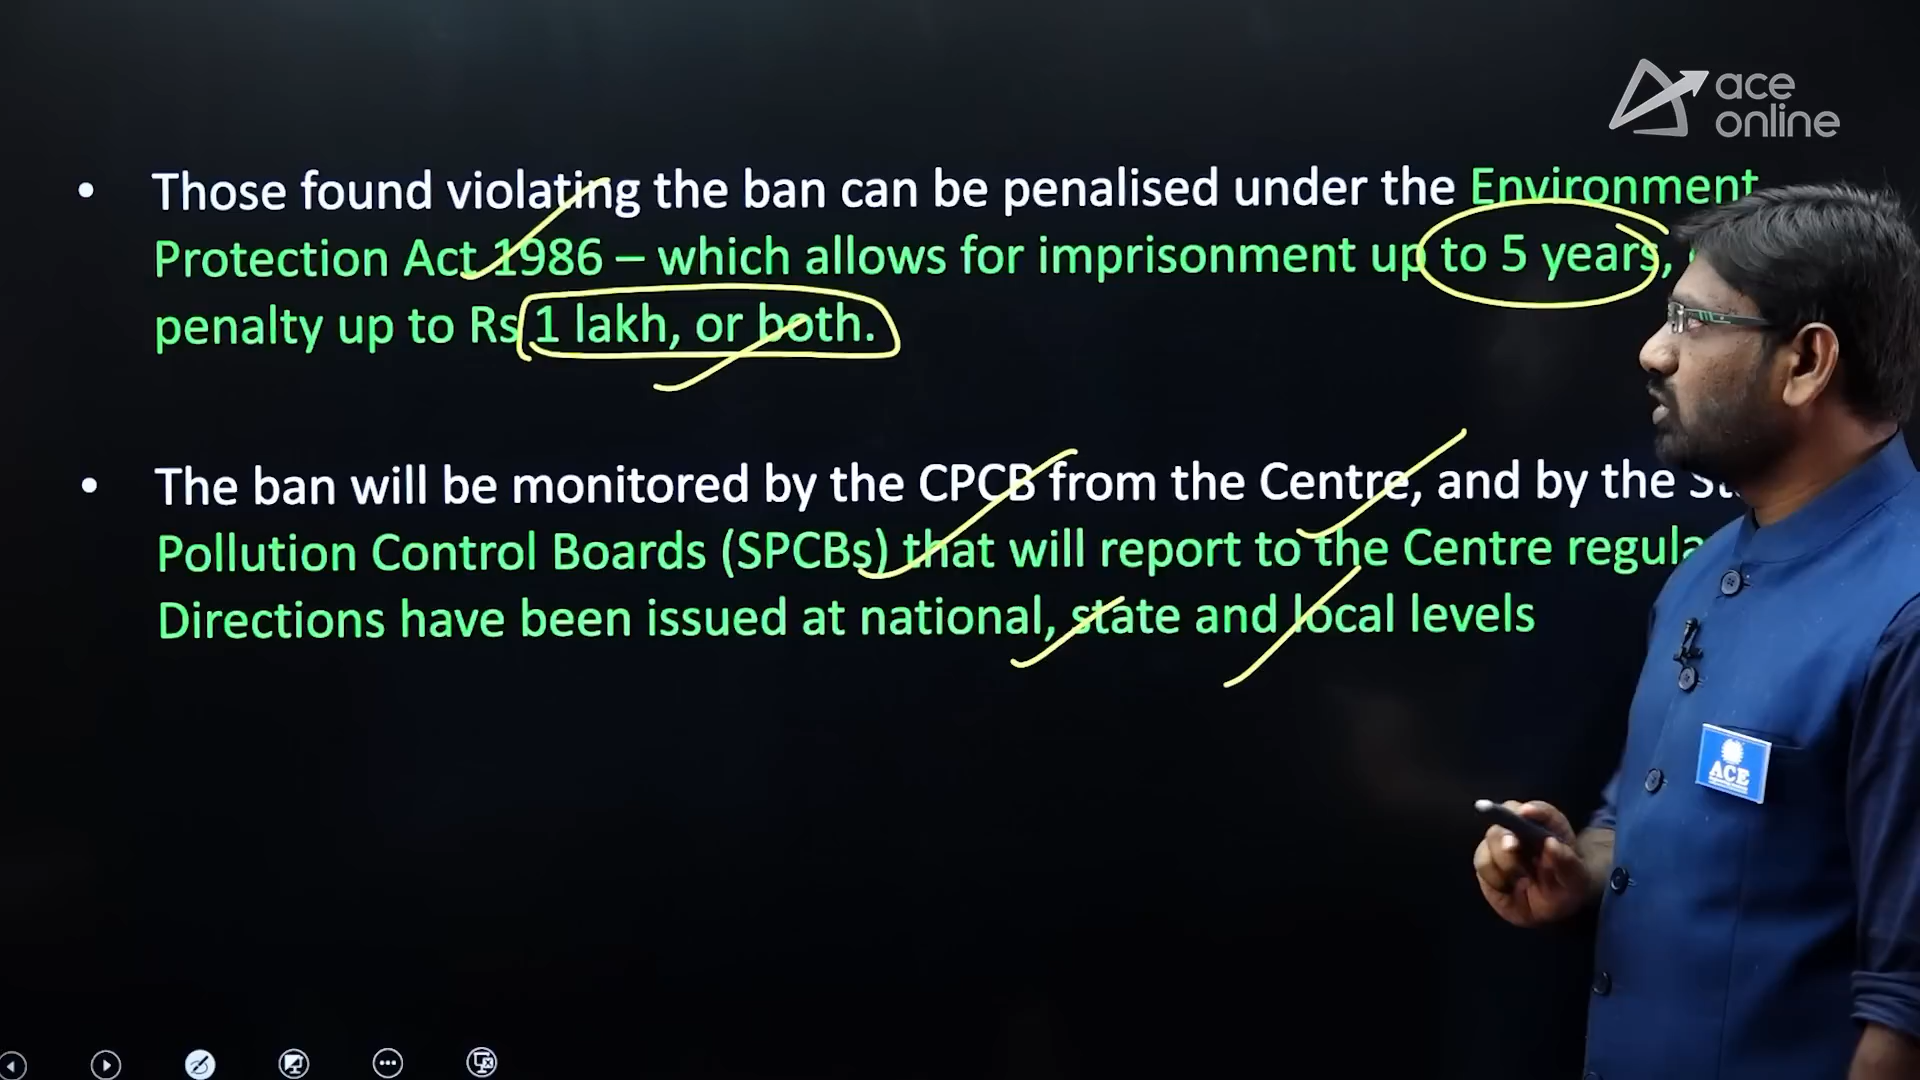 ace
online
• Those found violating the ban can be penalised under the Environment
Protection Act 1986 – which allows for imprisonment up to 5 years,
penalty up to Rs 1 lakh, or both.
• The ban will be monitored by the CPCB from the Centre, and by the
Pollution Control Boards (SPCBs) that will report to the Centre
Directions have been issued at national, state and local levels
ACE